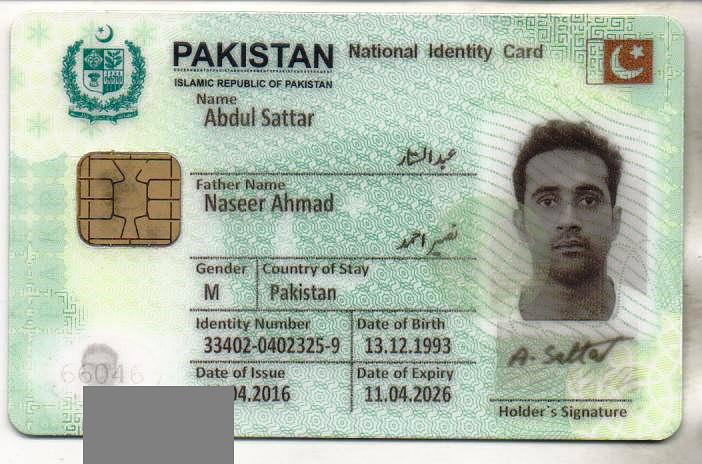 PAKISTAN National Identity Card
ISLAMIC REPUBLIC OF PAKISTAN
Name
Abdul Sattar
عبدالستار
Father Name
Naseer Ahmad
نصیر احمد
Gender Country of Stay
M Pakistan
Identity Number Date of Birth
33402-0402325-9 13.12.1993
Date of Issue Date of Expiry
04.2016 11.04.2026
A. Sattar
66046
Holder's Signature